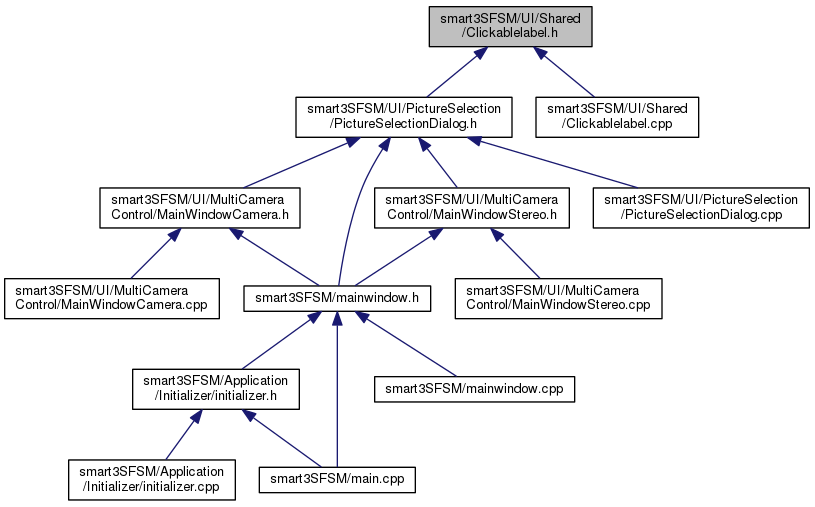 smart3SFSM/UI/Shared
/Clickablelabel.h
smart3SFSM/UI/PictureSelection
/PictureSelectionDialog.h
smart3SFSM/UI/Shared
/Clickablelabel.cpp
smart3SFSM/UI/MultiCamera
Control/MainWindowCamera.h
smart3SFSM/UI/MultiCamera
Control/MainWindowStereo.h
smart3SFSM/UI/PictureSelection
/PictureSelectionDialog.cpp
smart3SFSM/UI/MultiCamera
Control/MainWindowCamera.cpp
smart3SFSM/mainwindow.h
smart3SFSM/UI/MultiCamera
Control/MainWindowStereo.cpp
smart3SFSM/Application
/Initializer/initializer.h
smart3SFSM/mainwindow.cpp
smart3SFSM/Application
/Initializer/initializer.cpp
smart3SFSM/main.cpp